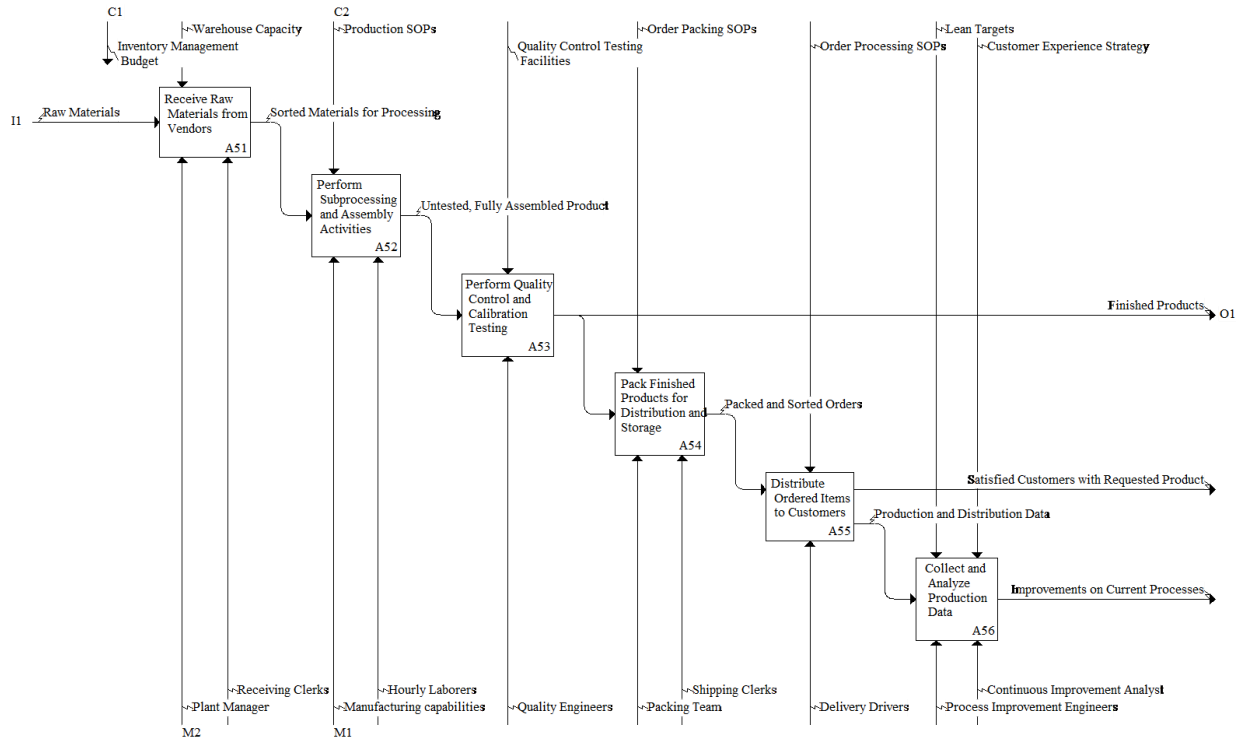 C1
C2
Warehouse Capacity
Production SOPs
Order Packing SOPs
Lean Targets
Inventory Management
Budget
Quality Control Testing
Facilities
Order Processing SOPs
Customer Experience Strategy
I1
Raw Materials
Receive Raw
Materials from
Vendors
A51
Sorted Materials for Processing
Perform
Subprocessing
and Assembly
Activities
A52
Untested, Fully Assembled Product
Perform Quality
Control and
Calibration
Testing
A53
Finished Products
O1
Pack Finished
Products for
Distribution and
Storage
A54
Packed and Sorted Orders
Distribute
Ordered Items
to Customers
A55
Satisfied Customers with Requested Product
Production and Distribution Data
Collect and
Analyze
Production
Data
A56
Improvements on Current Processes
Receiving Clerks
Hourly Laborers
Shipping Clerks
Continuous Improvement Analyst
Plant Manager
Manufacturing capabilities
Quality Engineers
Packing Team
Delivery Drivers
Process Improvement Engineers
M2
M1